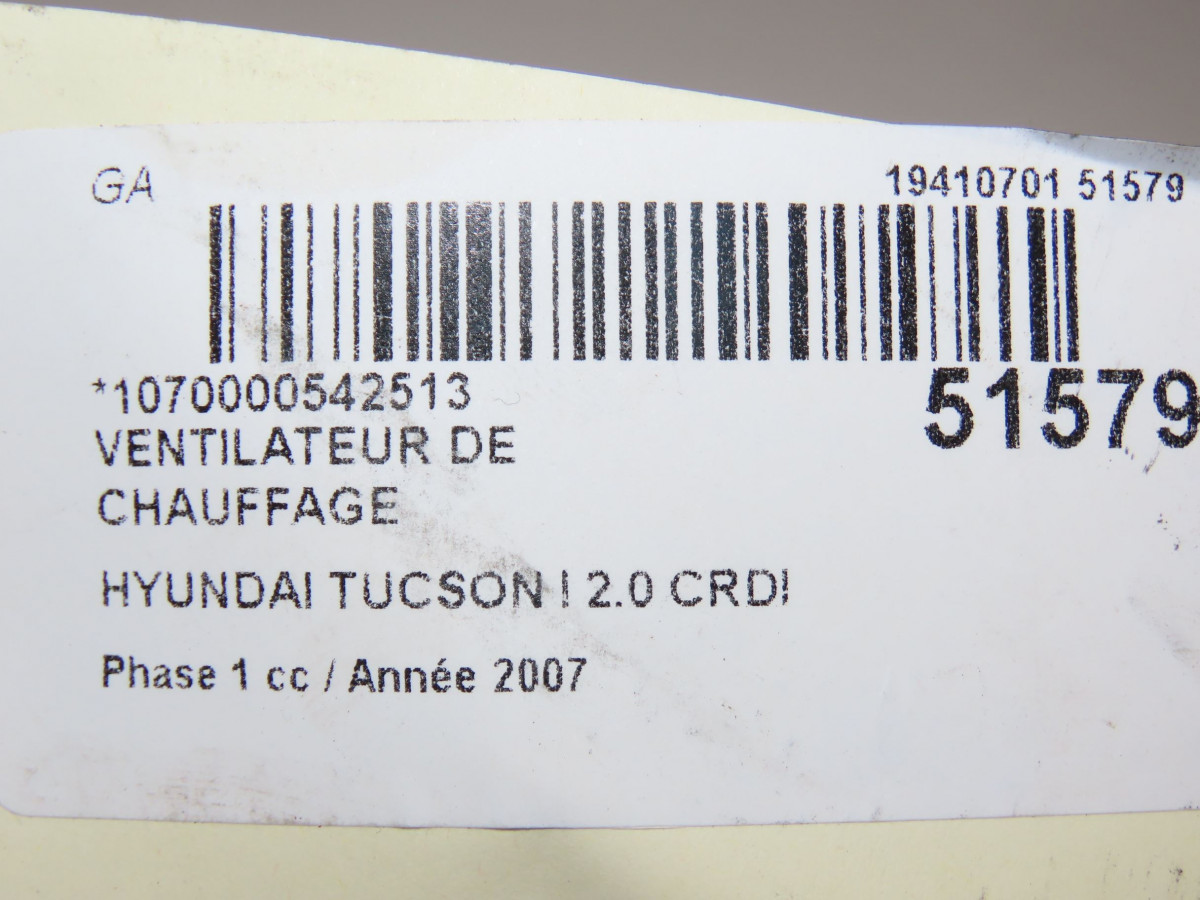 GA
19410701 51579
*1070000542513
51579
VENTILATEUR DE
CHAUFFAGE
HYUNDAI TUCSON I 2.0 CRDI
Phase 1 cc / Année 2007